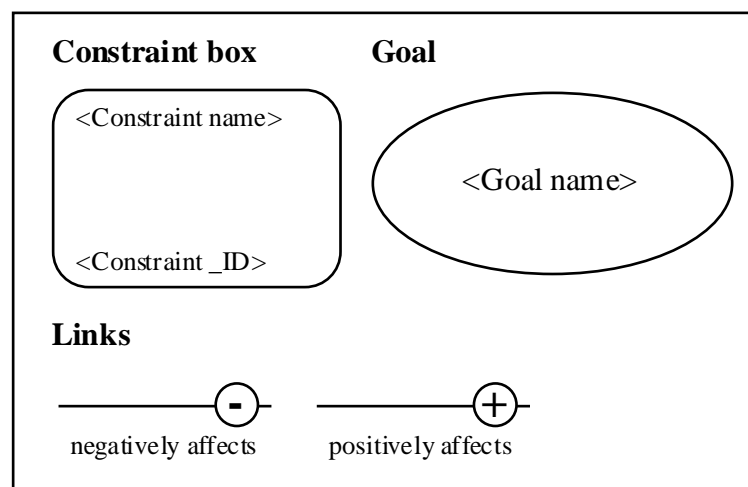 Constraint box
Goal
<Constraint name>
<Goal name>
<Constraint _ID>
Links
-
+
negatively affects
positively affects